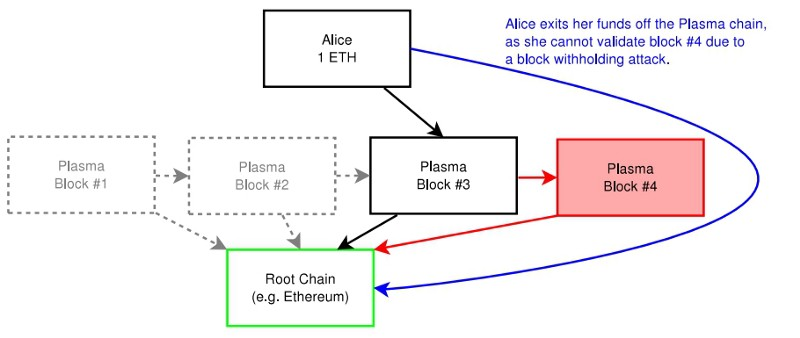 Alice
1 ETH
Alice exits her funds off the Plasma chain,
as she cannot validate block #4 due to
a block withholding attack.
Plasma
Block #1
Plasma
Block #2
Plasma
Block #3
Plasma
Block #4
Root Chain
(e.g. Ethereum)